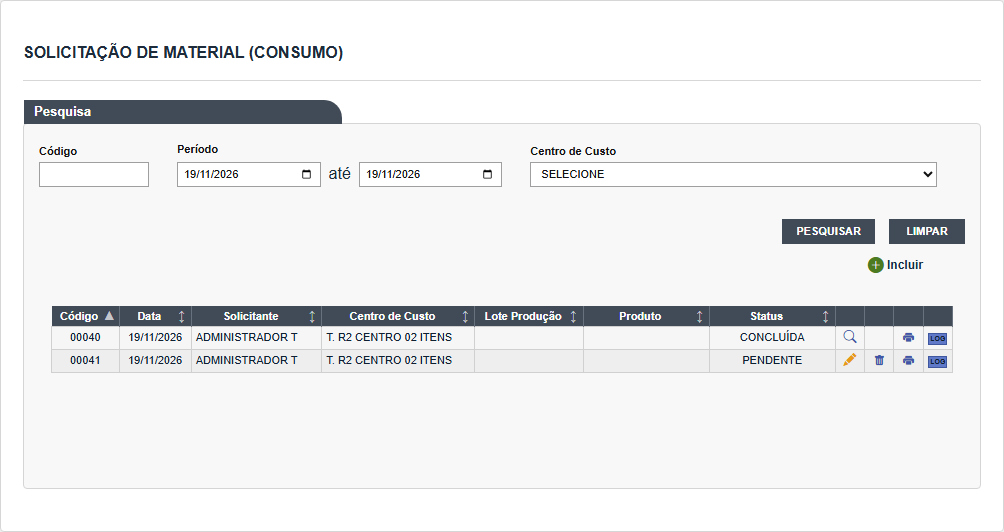 SOLICITAÇÃO DE MATERIAL (CONSUMO)
Pesquisa
Código Período Centro de Custo
19/11/2026 até 19/11/2026 SELECIONE
PESQUISAR LIMPAR
Incluir
Código Data Solicitante Centro de Custo Lote Produção Produto Status
00040 19/11/2026 ADMINISTRADOR T T. R2 CENTRO 02 ITENS CONCLUÍDA LOG
00041 19/11/2026 ADMINISTRADOR T T. R2 CENTRO 02 ITENS PENDENTE LOG